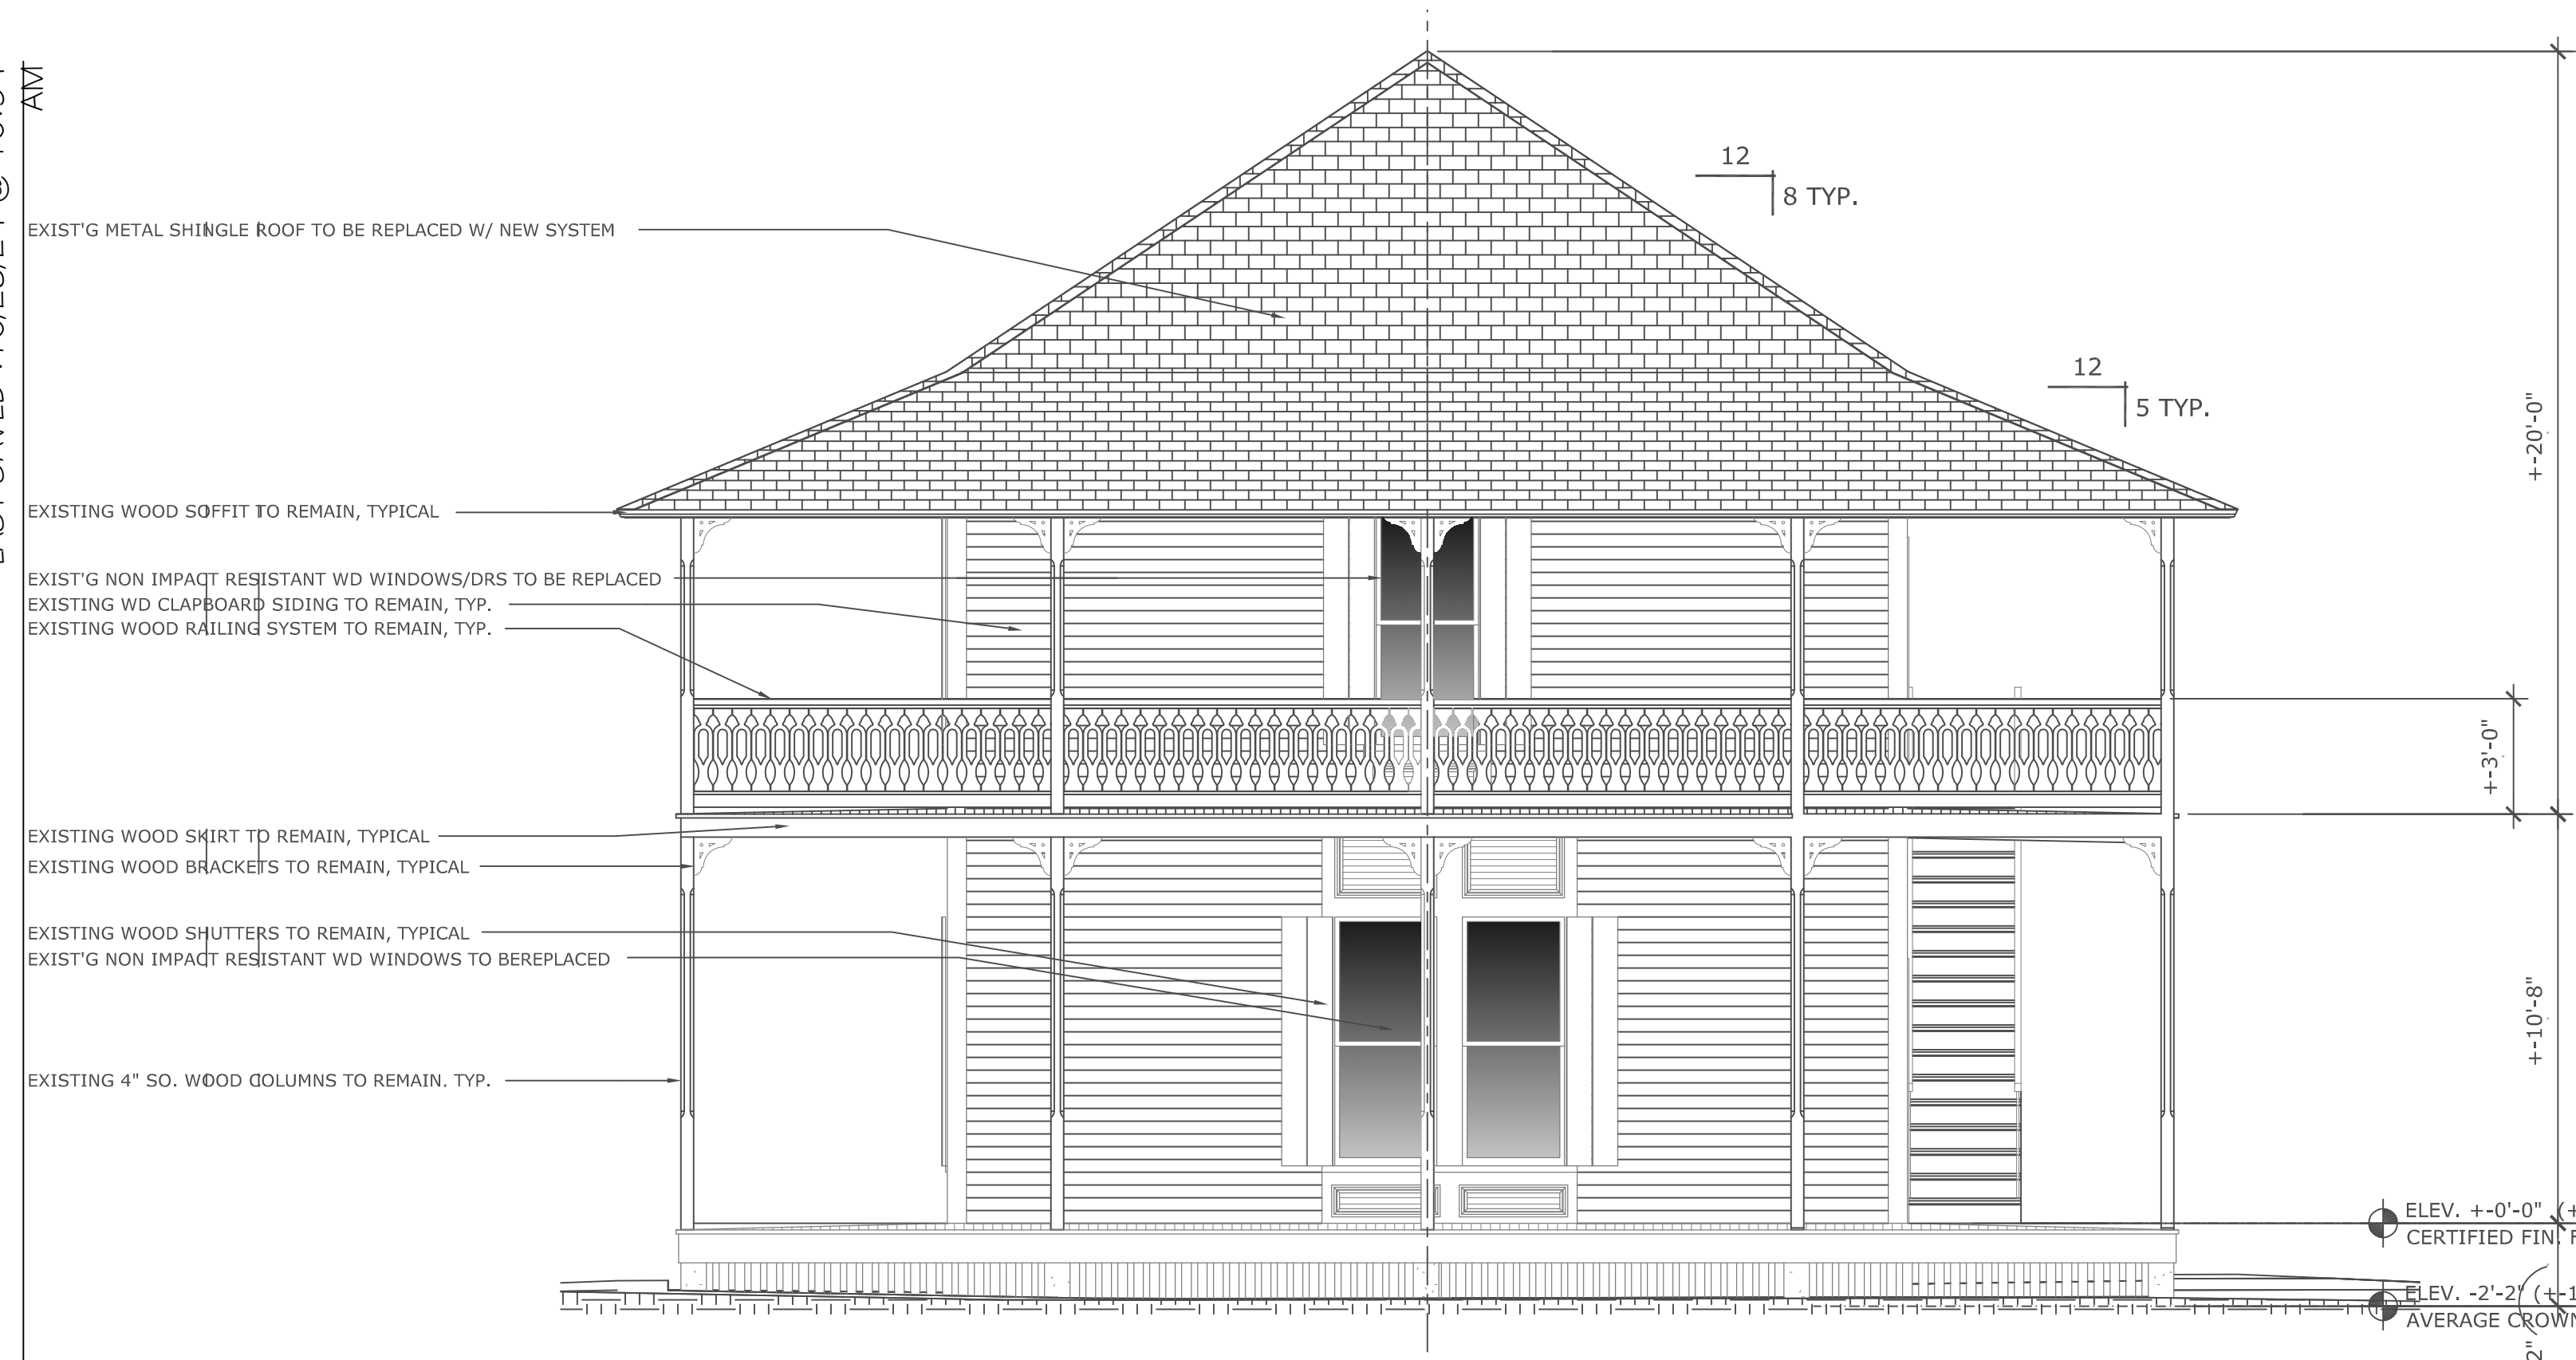 AM
12
8 TYP.
EXIST'G METAL SHINGLE ROOF TO BE REPLACED W/ NEW SYSTEM
12
5 TYP.
+-20'-0"
EXISTING WOOD SOFFIT TO REMAIN, TYPICAL
EXIST'G NON IMPACT RESISTANT WD WINDOWS/DRS TO BE REPLACED
EXISTING WD CLAPBOARD SIDING TO REMAIN, TYP.
EXISTING WOOD RAILING SYSTEM TO REMAIN, TYP.
+-3'-0"
EXISTING WOOD SKIRT TO REMAIN, TYPICAL
EXISTING WOOD BRACKETS TO REMAIN, TYPICAL
EXISTING WOOD SHUTTERS TO REMAIN, TYPICAL
EXIST'G NON IMPACT RESISTANT WD WINDOWS TO BEREPLACED
+-10'-8"
EXISTING 4" SQ. WOOD COLUMNS TO REMAIN. TYP.
ELEV. +-0'-0" (+
CERTIFIED FIN. F
ELEV. -2'-2" (+-1
AVERAGE CROWN
2"